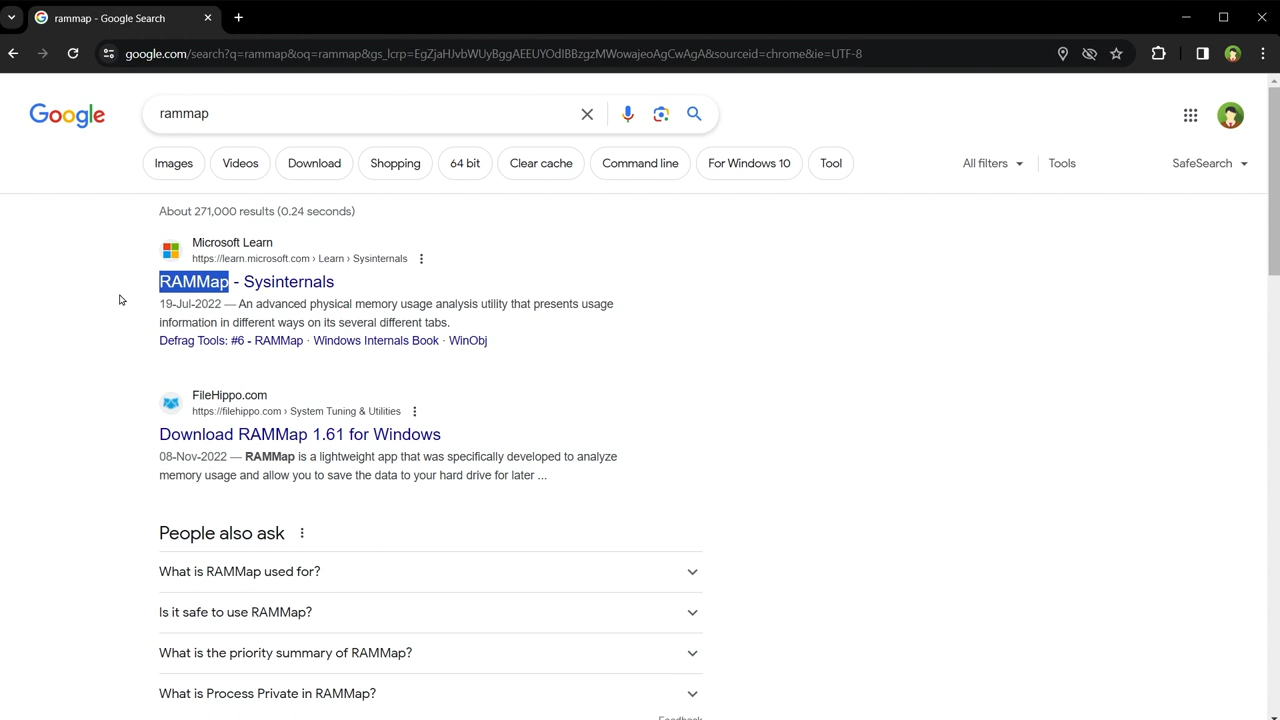 rammap - Google Search
google.com/search?q=rammap&oq=rammap&gs_lcrp=EgZjaHJvbWUyBggAEEUYOdIBBzgzMWowajeoAgCwAgA&sourceid=chrome&ie=UTF-8
Google
rammap
Images
Videos
Download
Shopping
64 bit
Clear cache
Command line
For Windows 10
Tool
All filters
Tools
SafeSearch
About 271,000 results (0.24 seconds)
Microsoft Learn
https://learn.microsoft.com › Learn › Sysinternals
RAMMap - Sysinternals
19-Jul-2022 — An advanced physical memory usage analysis utility that presents usage
information in different ways on its several different tabs.
Defrag Tools: #6 - RAMMap · Windows Internals Book · WinObj
FileHippo.com
https://filehippo.com › System Tuning & Utilities
Download RAMMap 1.61 for Windows
08-Nov-2022 — RAMMap is a lightweight app that was specifically developed to analyze
memory usage and allow you to save the data to your hard drive for later ...
People also ask
What is RAMMap used for?
Is it safe to use RAMMap?
What is the priority summary of RAMMap?
What is Process Private in RAMMap?
Feedback